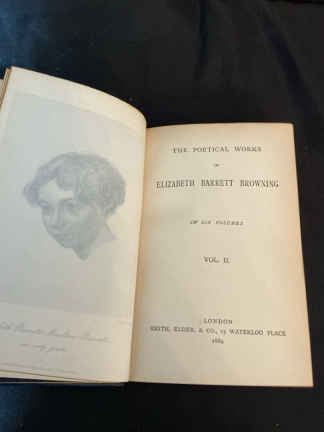 THE POETICAL WORKS
OF
ELIZABETH BARRETT BROWNING
IN SIX VOLUMES
VOL. II.
LONDON
SMITH, ELDER, & CO., 15 WATERLOO PLACE